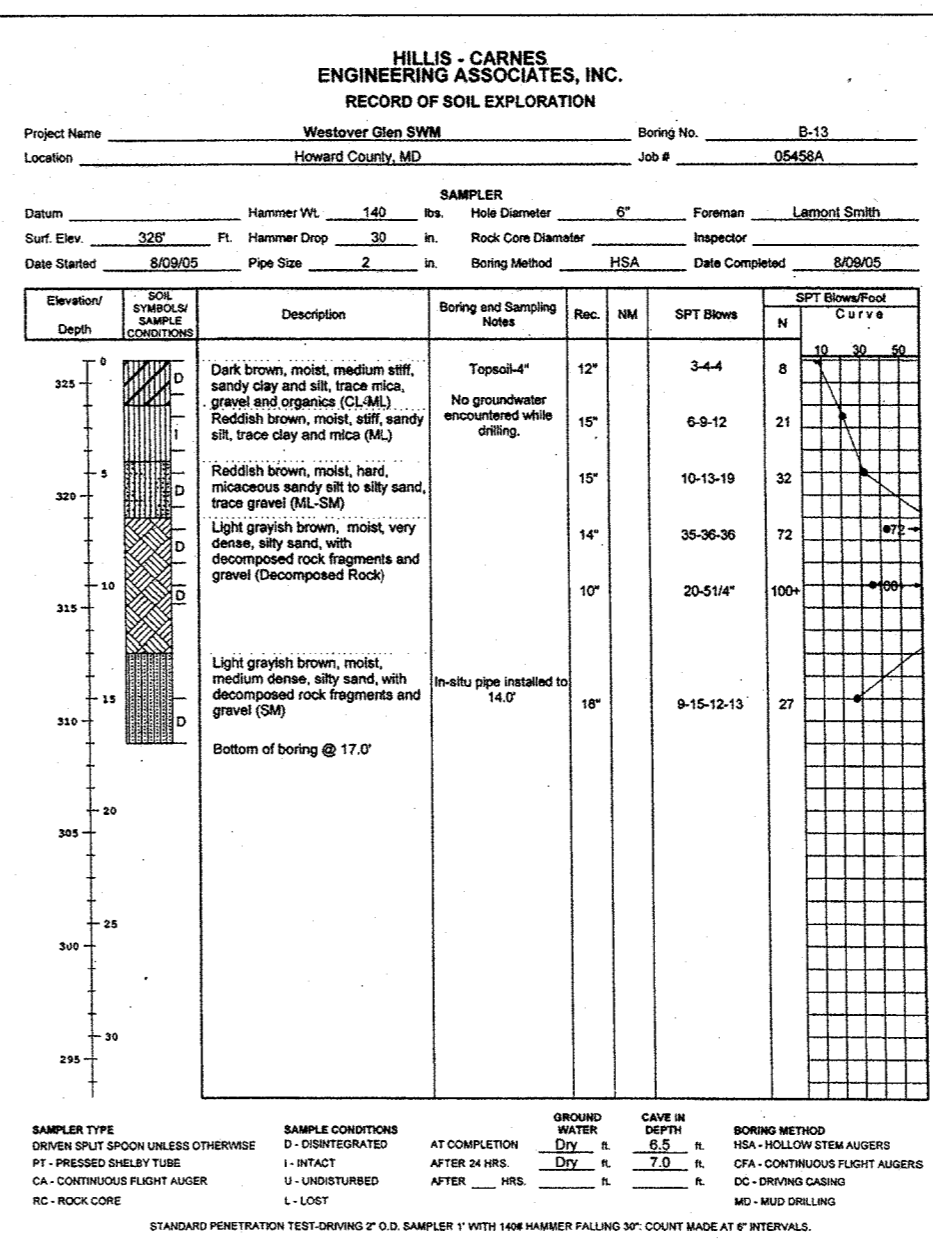 HILLIS - CARNES
ENGINEERING ASSOCIATES, INC.
RECORD OF SOIL EXPLORATION
Project Name Westover Glen SWM Boring No. B-13
Location Howard County, MD Job # 05458A
SAMPLER
Datum Hammer Wt. 140 lbs. Hole Diameter 6" Foreman Lamont Smith
Surf. Elev. 326' Ft. Hammer Drop 30 in. Rock Core Diameter Inspector
Date Started 8/09/05 Pipe Size 2 in. Boring Method HSA Date Completed 8/09/05
Elevation/
Depth
SOIL
SYMBOLS/
SAMPLE
CONDITIONS
Description
Boring and Sampling
Notes
Rec.
NM
SPT Blows
SPT Blows/Foot
N
Curve
10 30 50
0
325
D
Dark brown, moist, medium stiff,
sandy clay and silt, trace mica,
gravel and organics (CL-ML)
Topsoil-4"
12"
3-4-4
8
No groundwater
encountered while
drilling.
I
Reddish brown, moist, stiff, sandy
silt, trace clay and mica (ML)
15"
6-9-12
21
5
320
D
Reddish brown, moist, hard,
micaceous sandy silt to silty sand,
trace gravel (ML-SM)
15"
10-13-19
32
D
Light grayish brown, moist, very
dense, silty sand, with
decomposed rock fragments and
gravel (Decomposed Rock)
14"
35-36-36
72
72
10
315
D
10"
20-51/4"
100+
100
Light grayish brown, moist,
medium dense, silty sand, with
decomposed rock fragments and
gravel (SM)
In-situ pipe installed to
14.0'
15
310
D
18"
9-15-12-13
27
Bottom of boring @ 17.0'
20
305
25
300
30
295
GROUND
WATER
CAVE IN
DEPTH
SAMPLER TYPE SAMPLE CONDITIONS BORING METHOD
DRIVEN SPLIT SPOON UNLESS OTHERWISE D - DISINTEGRATED AT COMPLETION Dry ft. 6.5 ft. HSA - HOLLOW STEM AUGERS
PT - PRESSED SHELBY TUBE I - INTACT AFTER 24 HRS. Dry ft. 7.0 ft. CFA - CONTINUOUS FLIGHT AUGERS
CA - CONTINUOUS FLIGHT AUGER U - UNDISTURBED AFTER ____ HRS. ft. ft. DC - DRIVING CASING
RC - ROCK CORE L - LOST MD - MUD DRILLING
STANDARD PENETRATION TEST-DRIVING 2" O.D. SAMPLER 1' WITH 140# HAMMER FALLING 30": COUNT MADE AT 6" INTERVALS.